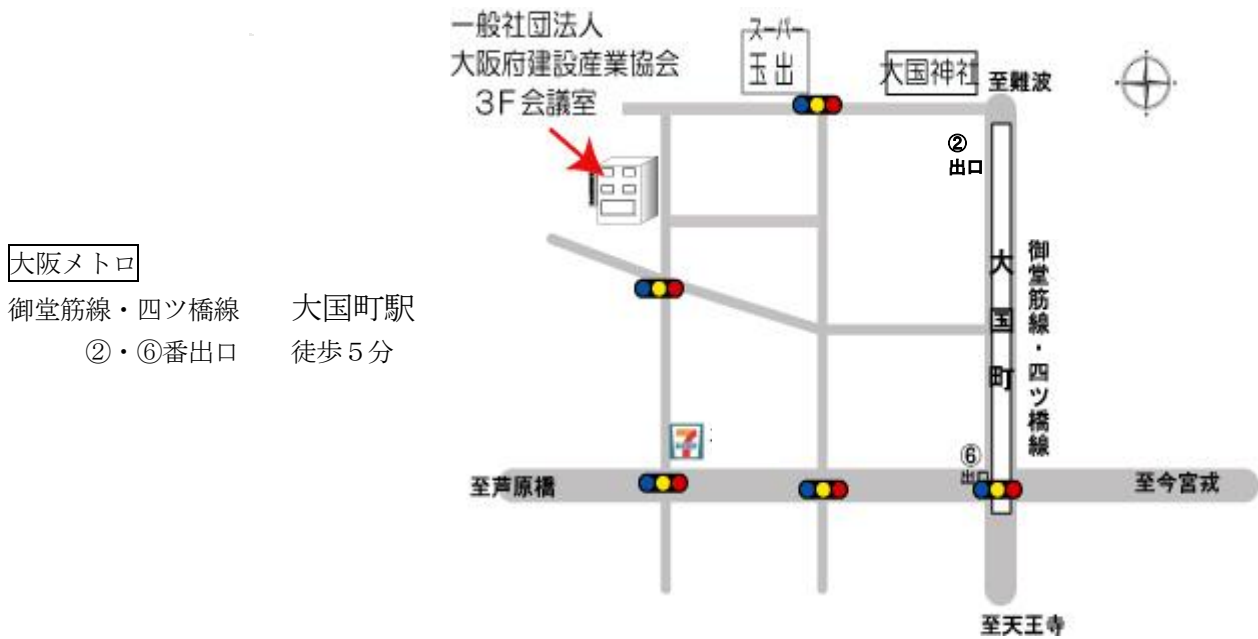 一般社団法人
大阪府建設産業協会
３Ｆ会議室
スーパー
玉出
大国神社
至難波
②
出口
大阪メトロ
御堂筋線・四ツ橋線　大国町駅
②・⑥番出口　徒歩５分
大国町
御堂筋線・四ツ橋線
7
⑥
出口
至芦原橋
至今宮戎
至天王寺